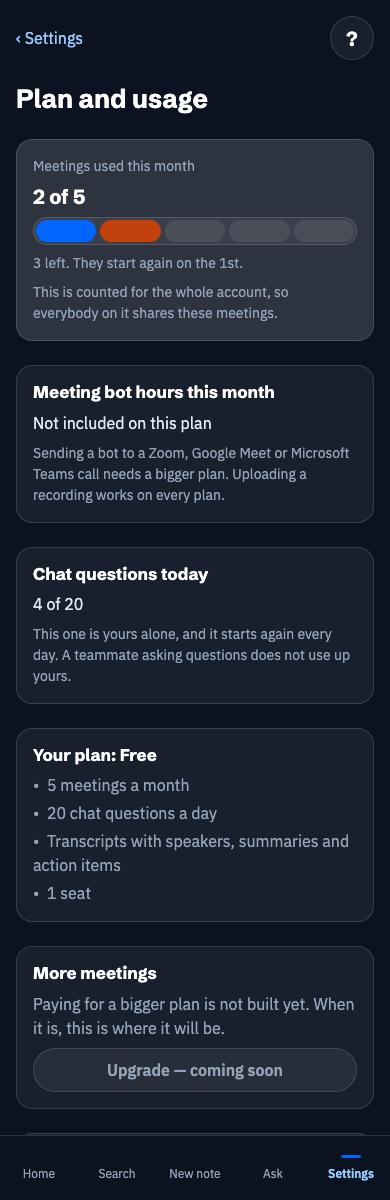 ‹ Settings
?
Plan and usage
Meetings used this month
2 of 5
3 left. They start again on the 1st.
This is counted for the whole account, so
everybody on it shares these meetings.
Meeting bot hours this month
Not included on this plan
Sending a bot to a Zoom, Google Meet or Microsoft
Teams call needs a bigger plan. Uploading a
recording works on every plan.
Chat questions today
4 of 20
This one is yours alone, and it starts again every
day. A teammate asking questions does not use up
yours.
Your plan: Free
• 5 meetings a month
• 20 chat questions a day
• Transcripts with speakers, summaries and
action items
• 1 seat
More meetings
Paying for a bigger plan is not built yet. When
it is, this is where it will be.
Upgrade — coming soon
Home Search New note Ask Settings